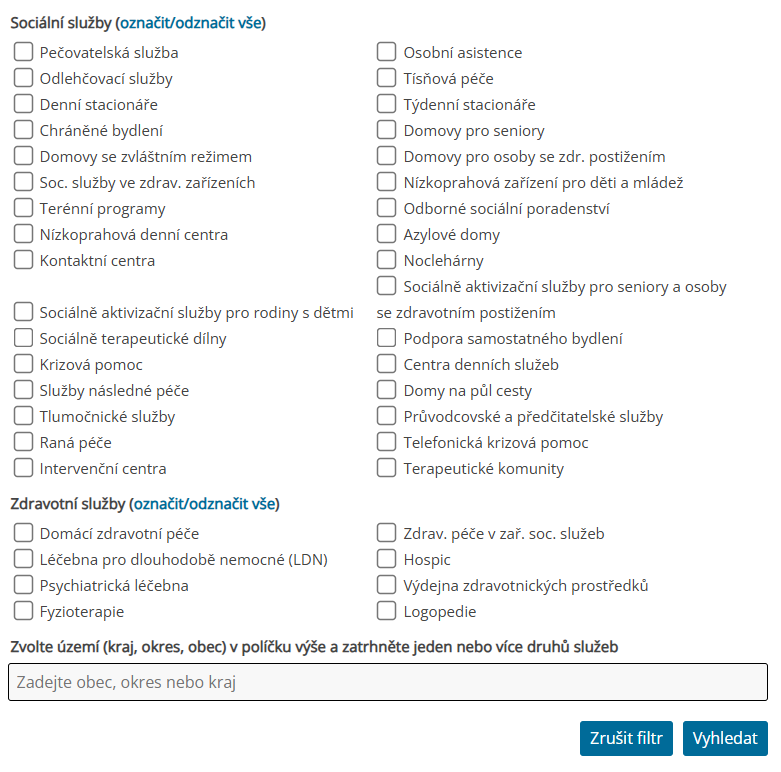 Sociální služby (označit/odznačit vše)
Pečovatelská služba
Osobní asistence
Odlehčovací služby
Tísňová péče
Denní stacionáře
Týdenní stacionáře
Chráněné bydlení
Domovy pro seniory
Domovy se zvláštním režimem
Domovy pro osoby se zdr. postižením
Soc. služby ve zdrav. zařízeních
Nízkoprahová zařízení pro děti a mládež
Terénní programy
Odborné sociální poradenství
Nízkoprahová denní centra
Azylové domy
Kontaktní centra
Noclehárny
Sociálně aktivizační služby pro rodiny s dětmi
Sociálně aktivizační služby pro seniory a osoby
se zdravotním postižením
Sociálně terapeutické dílny
Podpora samostatného bydlení
Krizová pomoc
Centra denních služeb
Služby následné péče
Domy na půl cesty
Tlumočnické služby
Průvodcovské a předčitatelské služby
Raná péče
Telefonická krizová pomoc
Intervenční centra
Terapeutické komunity
Zdravotní služby (označit/odznačit vše)
Domácí zdravotní péče
Zdrav. péče v zař. soc. služeb
Léčebna pro dlouhodobě nemocné (LDN)
Hospic
Psychiatrická léčebna
Výdejna zdravotnických prostředků
Fyzioterapie
Logopedie
Zvolte území (kraj, okres, obec) v políčku výše a zatrhněte jeden nebo více druhů služeb
Zadejte obec, okres nebo kraj
Zrušit filtr
Vyhledat